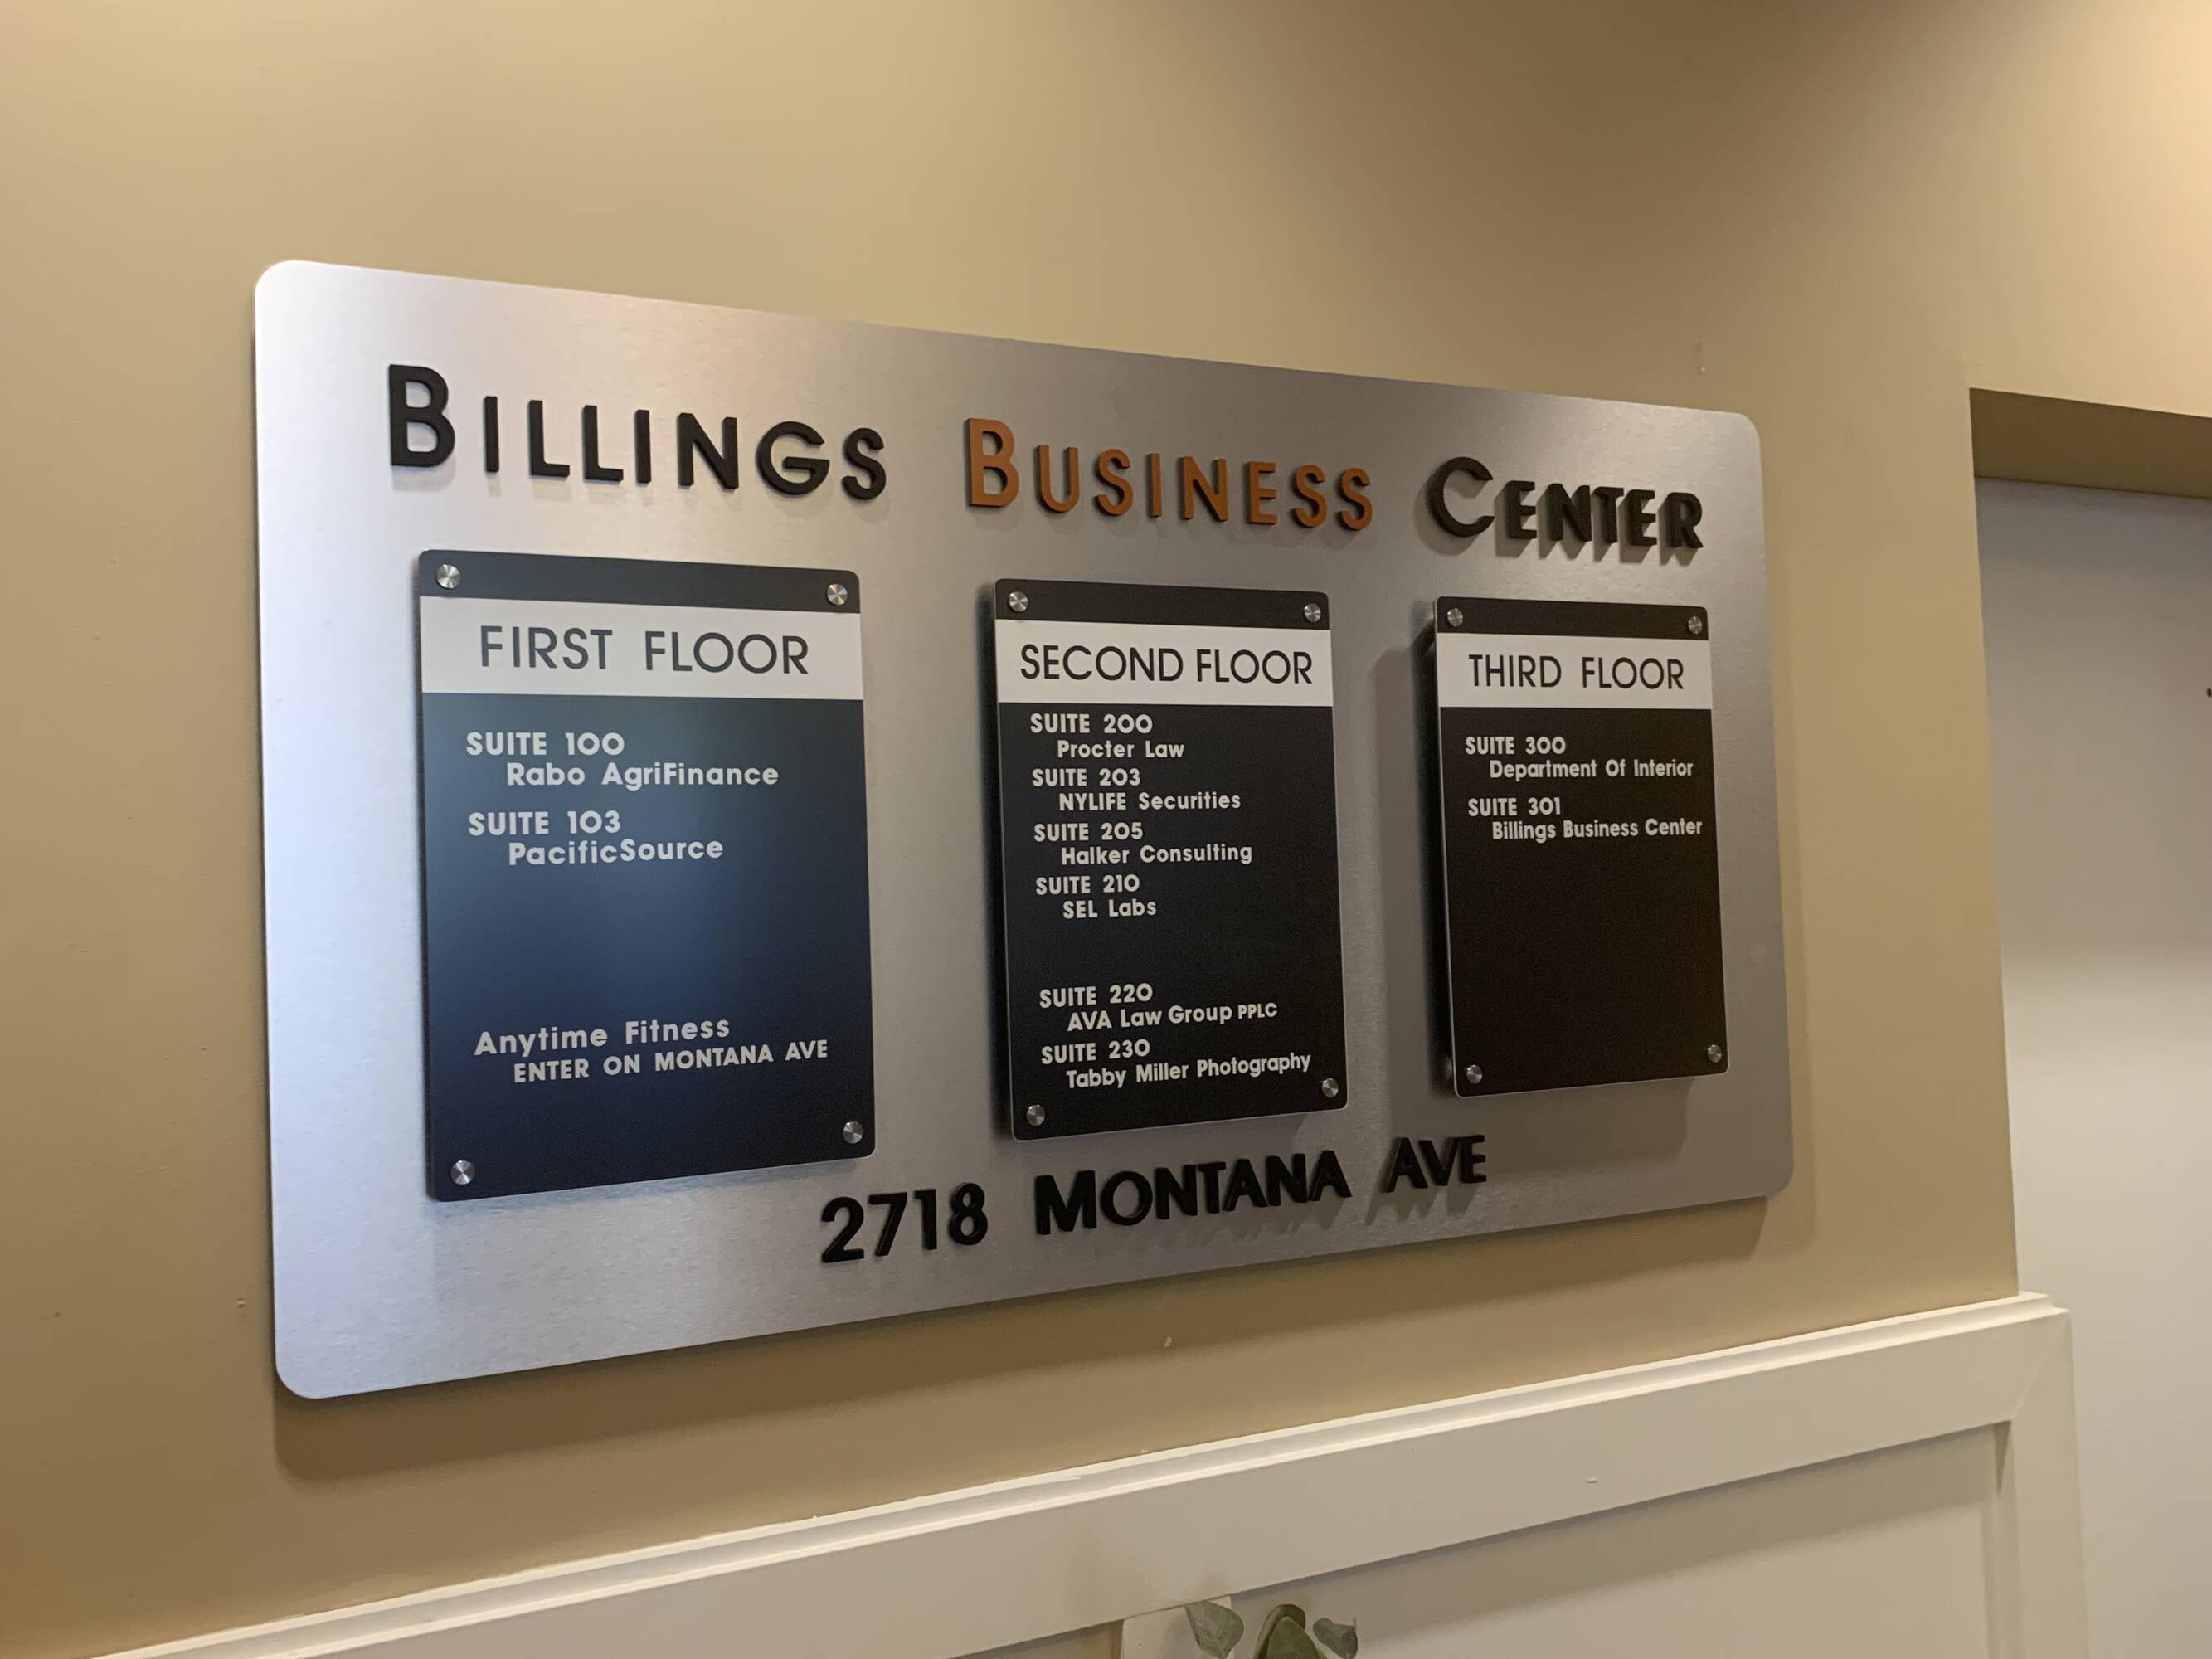 BILLINGS BUSINESS CENTER
FIRST FLOOR
SUITE 100
Rabo AgriFinance
SUITE 103
PacificSource
Anytime Fitness
ENTER ON MONTANA AVE
SECOND FLOOR
SUITE 200
Procter Law
SUITE 203
NYLIFE Securities
SUITE 205
Halker Consulting
SUITE 210
SEL Labs
SUITE 220
AVA Law Group PPLC
SUITE 230
Tabby Miller Photography
THIRD FLOOR
SUITE 300
Department Of Interior
SUITE 301
Billings Business Center
2718 MONTANA AVE